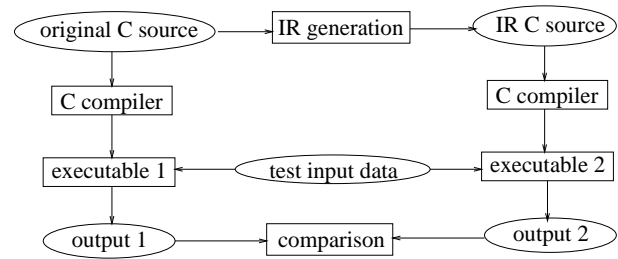 original C source
IR generation
IR C source
C compiler
C compiler
executable 1
test input data
executable 2
output 1
comparison
output 2